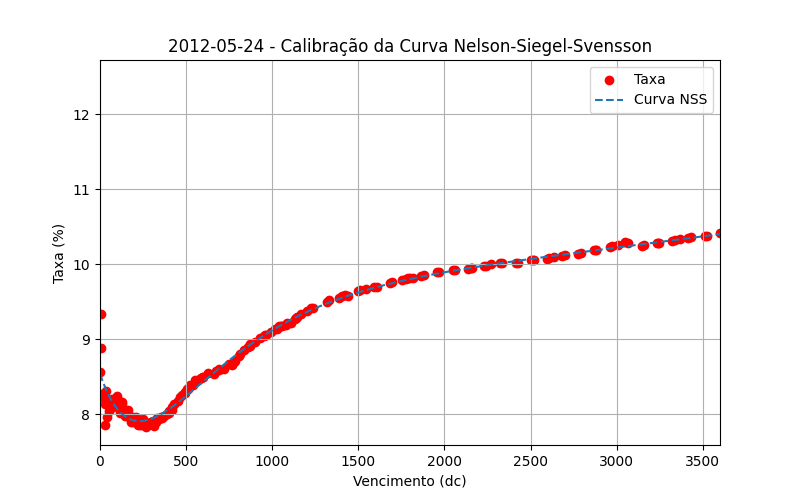 2012-05-24 - Calibração da Curva Nelson-Siegel-Svensson
Taxa
Curva NSS
12
11
10
9
8
Taxa (%)
0 500 1000 1500 2000 2500 3000 3500
Vencimento (dc)